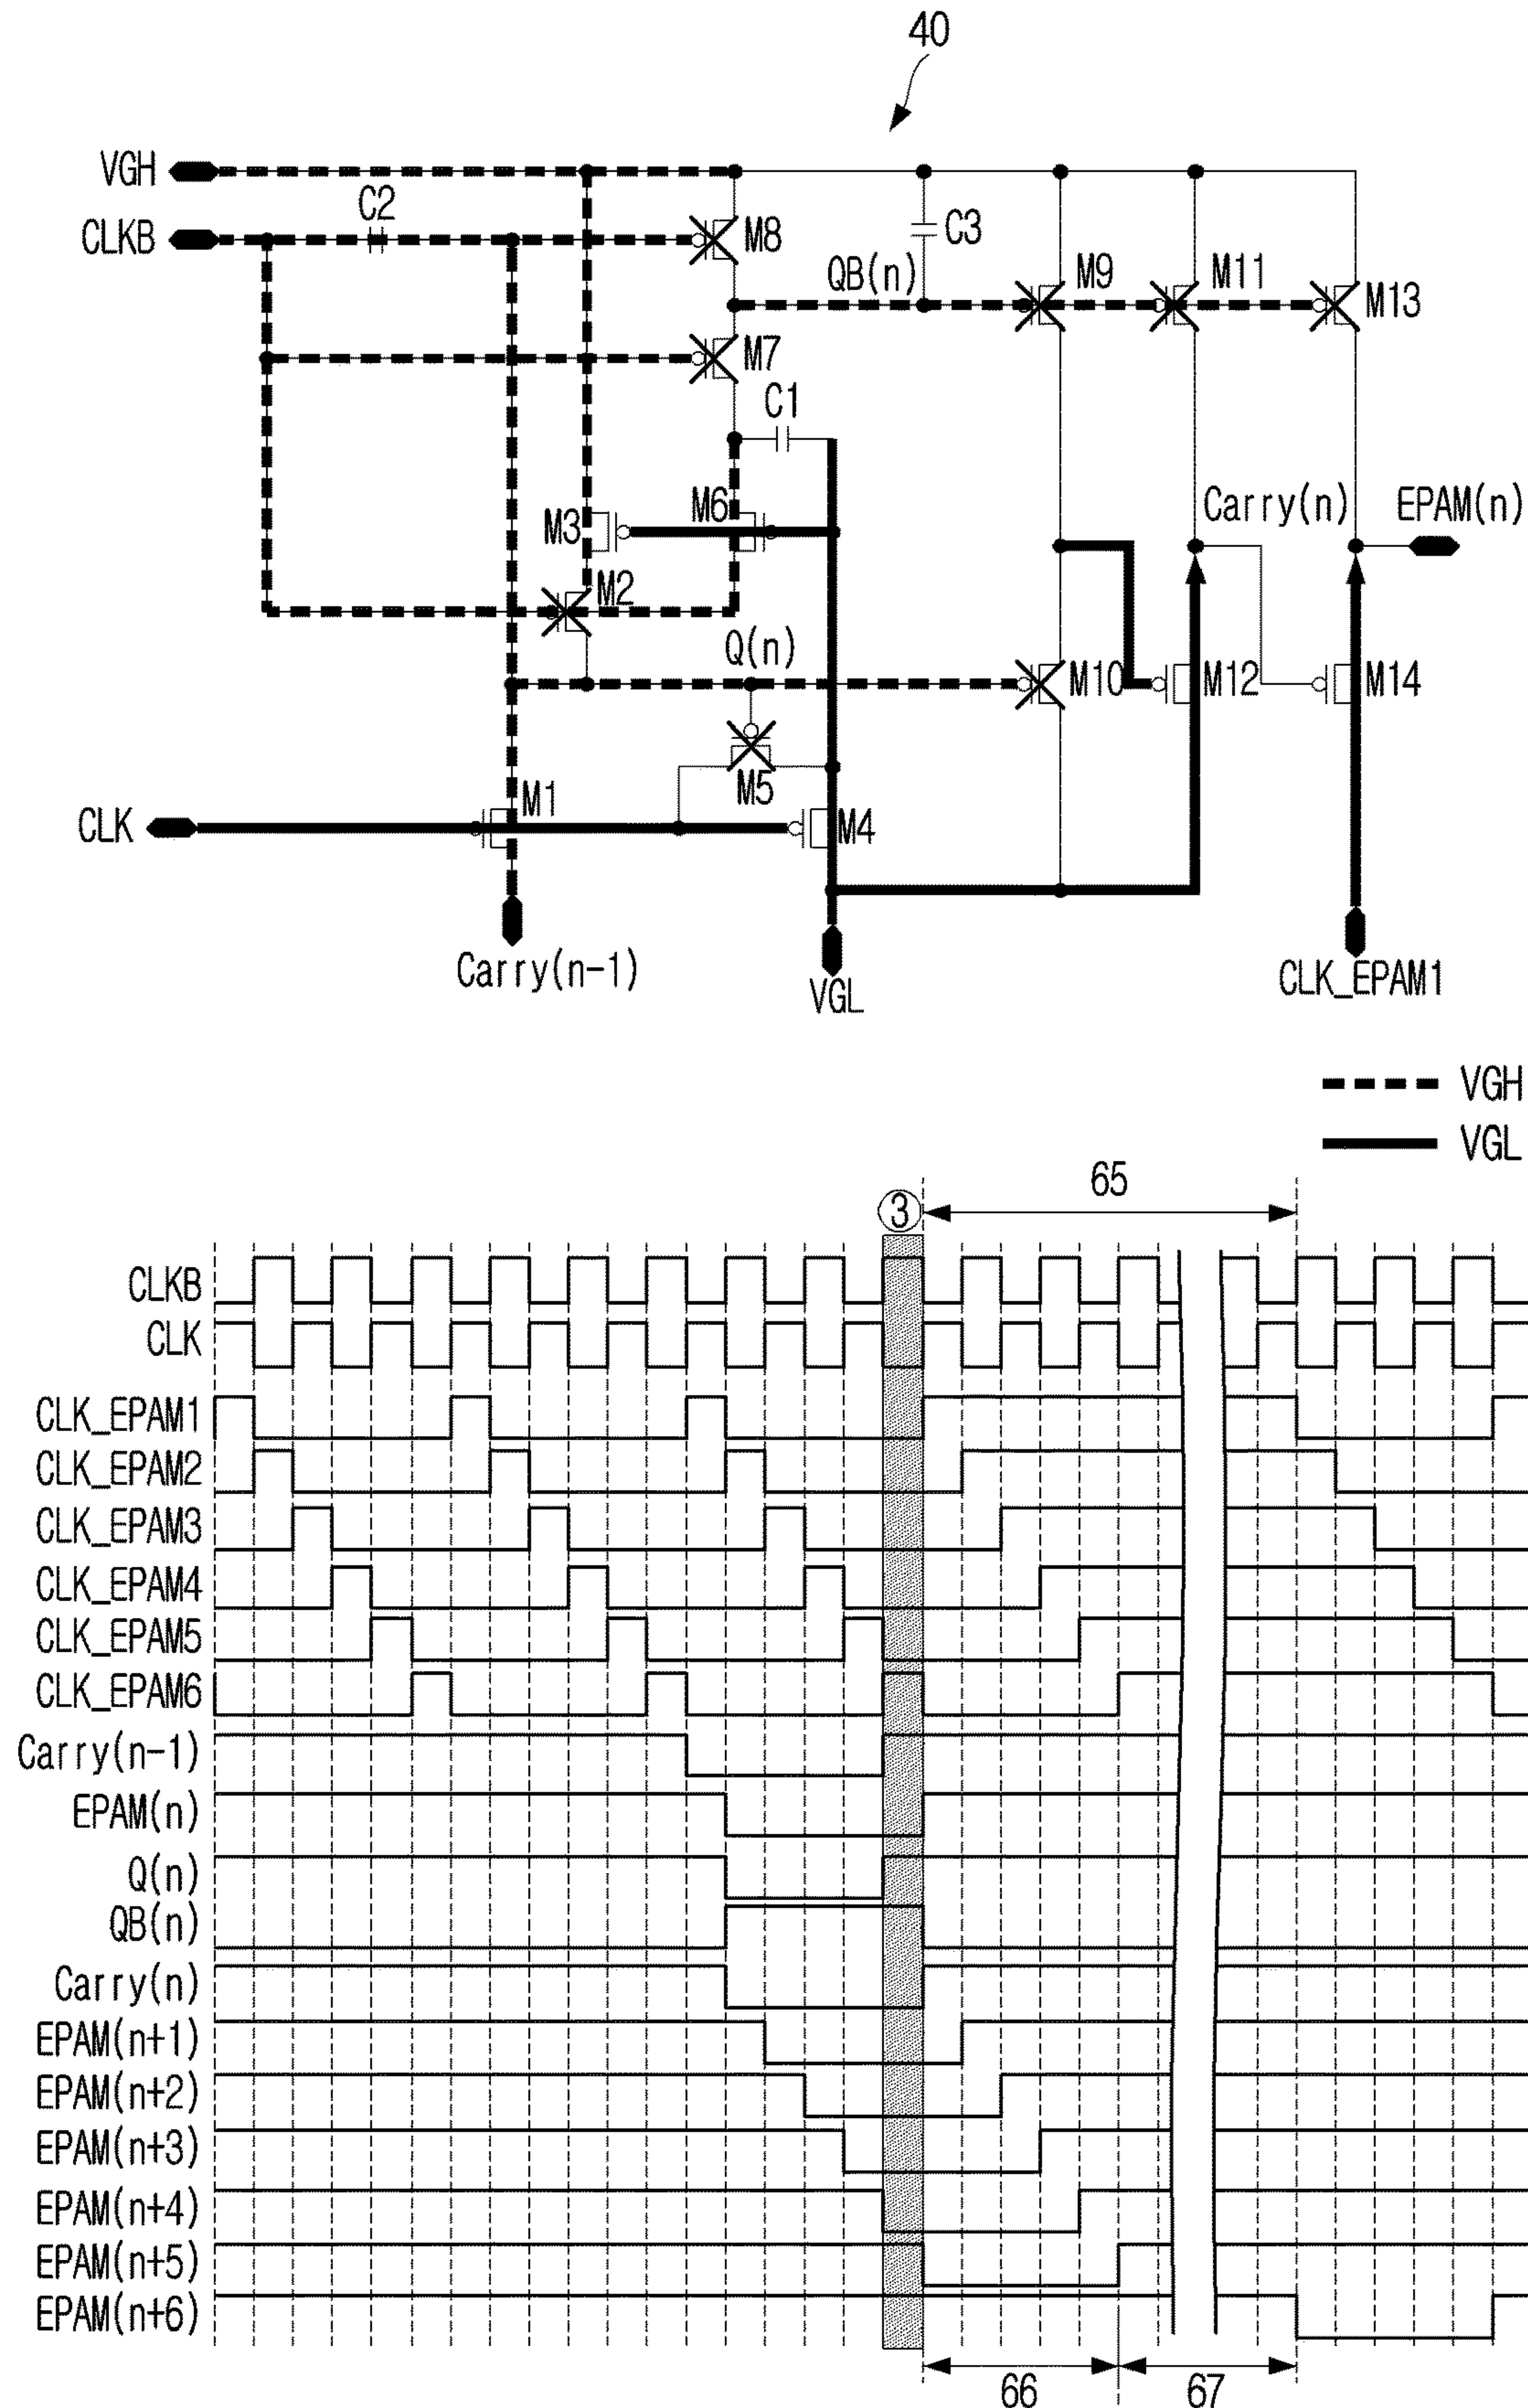 40
VGH
C2
CLKB
M8
C3
QB(n)
M9
M11
M13
M7
C1
M3
M6
Carry(n)
EPAM(n)
M2
Q(n)
M10
M12
M14
M5
M1
CLK
M4
Carry(n-1)
VGL
CLK_EPAM1
VGH
VGL
65
3
CLKB
CLK
CLK_EPAM1
CLK_EPAM2
CLK_EPAM3
CLK_EPAM4
CLK_EPAM5
CLK_EPAM6
Carry(n-1)
EPAM(n)
Q(n)
QB(n)
Carry(n)
EPAM(n+1)
EPAM(n+2)
EPAM(n+3)
EPAM(n+4)
EPAM(n+5)
EPAM(n+6)
66
67